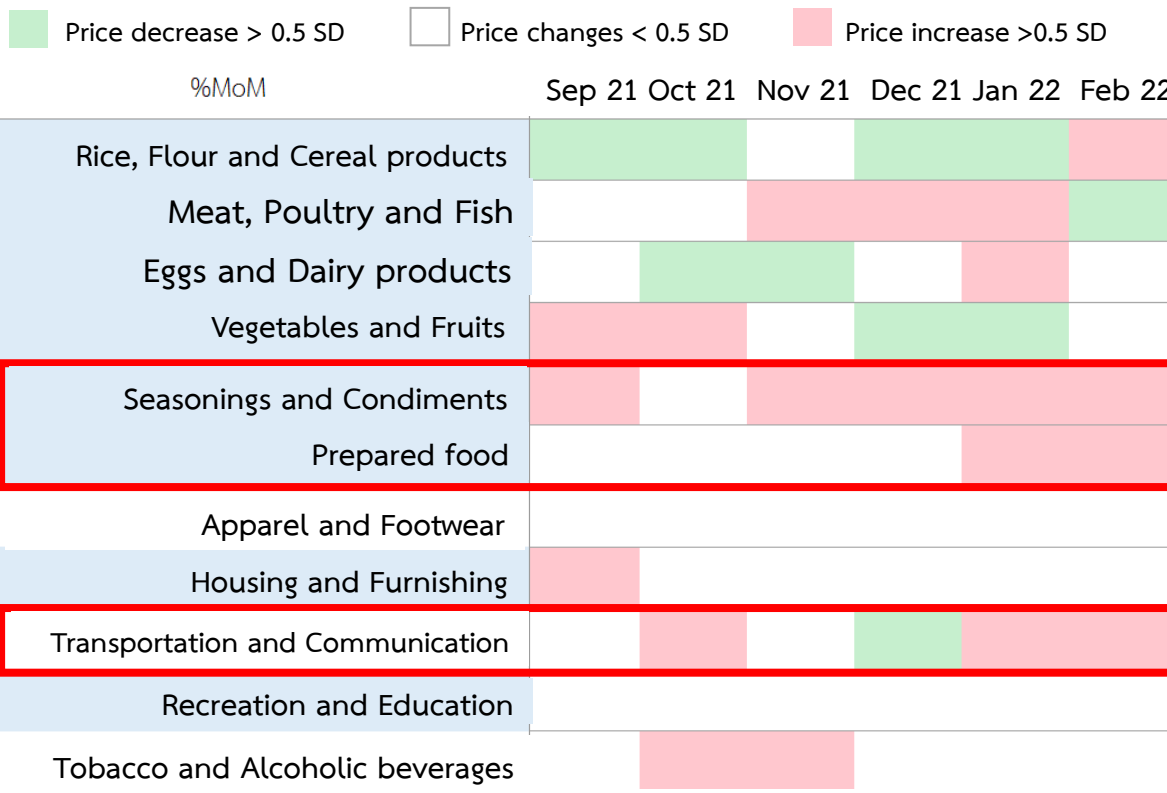 Price decrease > 0.5 SD Price changes < 0.5 SD Price increase >0.5 SD
%MoM Sep 21 Oct 21 Nov 21 Dec 21 Jan 22 Feb 22
Rice, Flour and Cereal products
Meat, Poultry and Fish
Eggs and Dairy products
Vegetables and Fruits
Seasonings and Condiments
Prepared food
Apparel and Footwear
Housing and Furnishing
Transportation and Communication
Recreation and Education
Tobacco and Alcoholic beverages